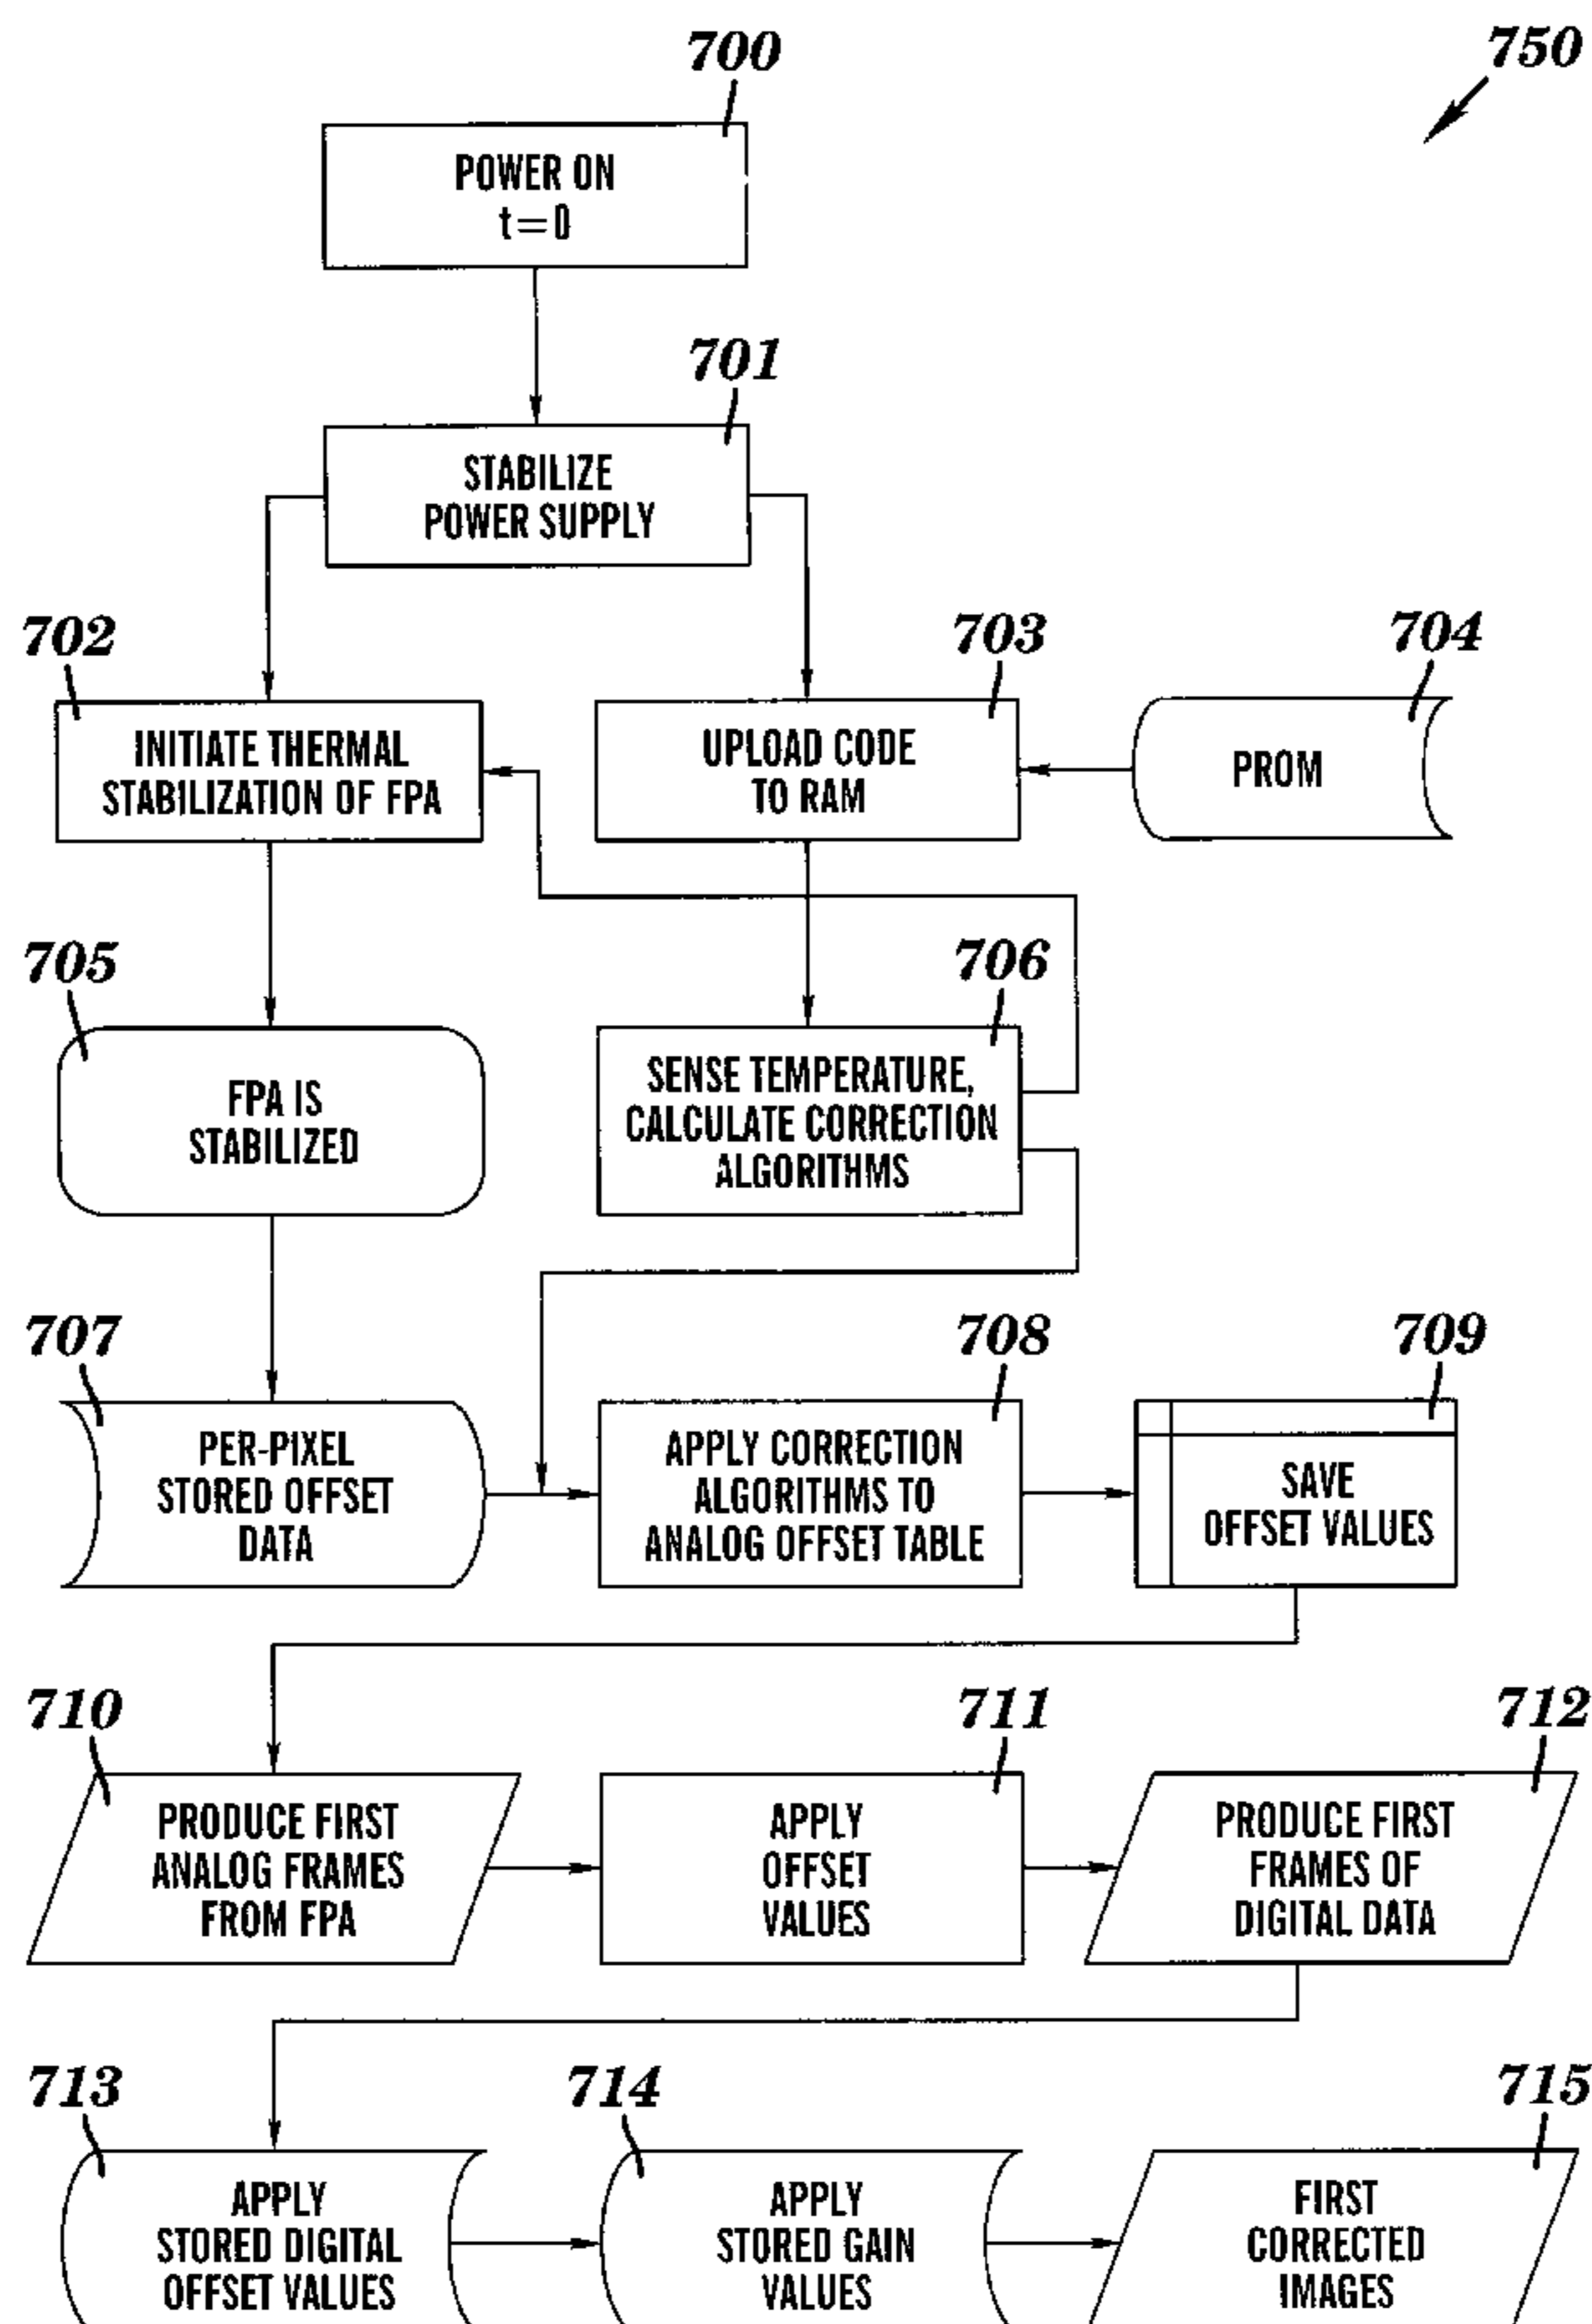 700
750
POWER ON
t=0
701
STABILIZE
POWER SUPPLY
702
703
704
INITIATE THERMAL
STABILIZATION OF FPA
UPLOAD CODE
TO RAM
PROM
705
706
FPA IS
STABILIZED
SENSE TEMPERATURE,
CALCULATE CORRECTION
ALGORITHMS
707
708
709
PER-PIXEL
STORED OFFSET
DATA
APPLY CORRECTION
ALGORITHMS TO
ANALOG OFFSET TABLE
SAVE
OFFSET VALUES
710
711
712
PRODUCE FIRST
ANALOG FRAMES
FROM FPA
APPLY
OFFSET
VALUES
PRODUCE FIRST
FRAMES OF
DIGITAL DATA
713
714
715
APPLY
STORED DIGITAL
OFFSET VALUES
APPLY
STORED GAIN
VALUES
FIRST
CORRECTED
IMAGES